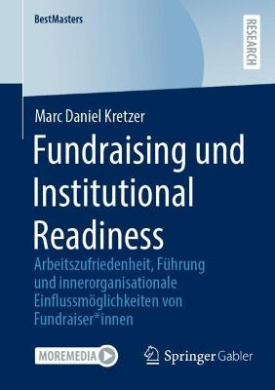 BestMasters
RESEARCH
Marc Daniel Kretzer
Fundraising und
Institutional
Readiness
Arbeitszufriedenheit, Führung
und innerorganisationale
Einflussmöglichkeiten von
Fundraiser*innen
MOREMEDIA
Springer Gabler